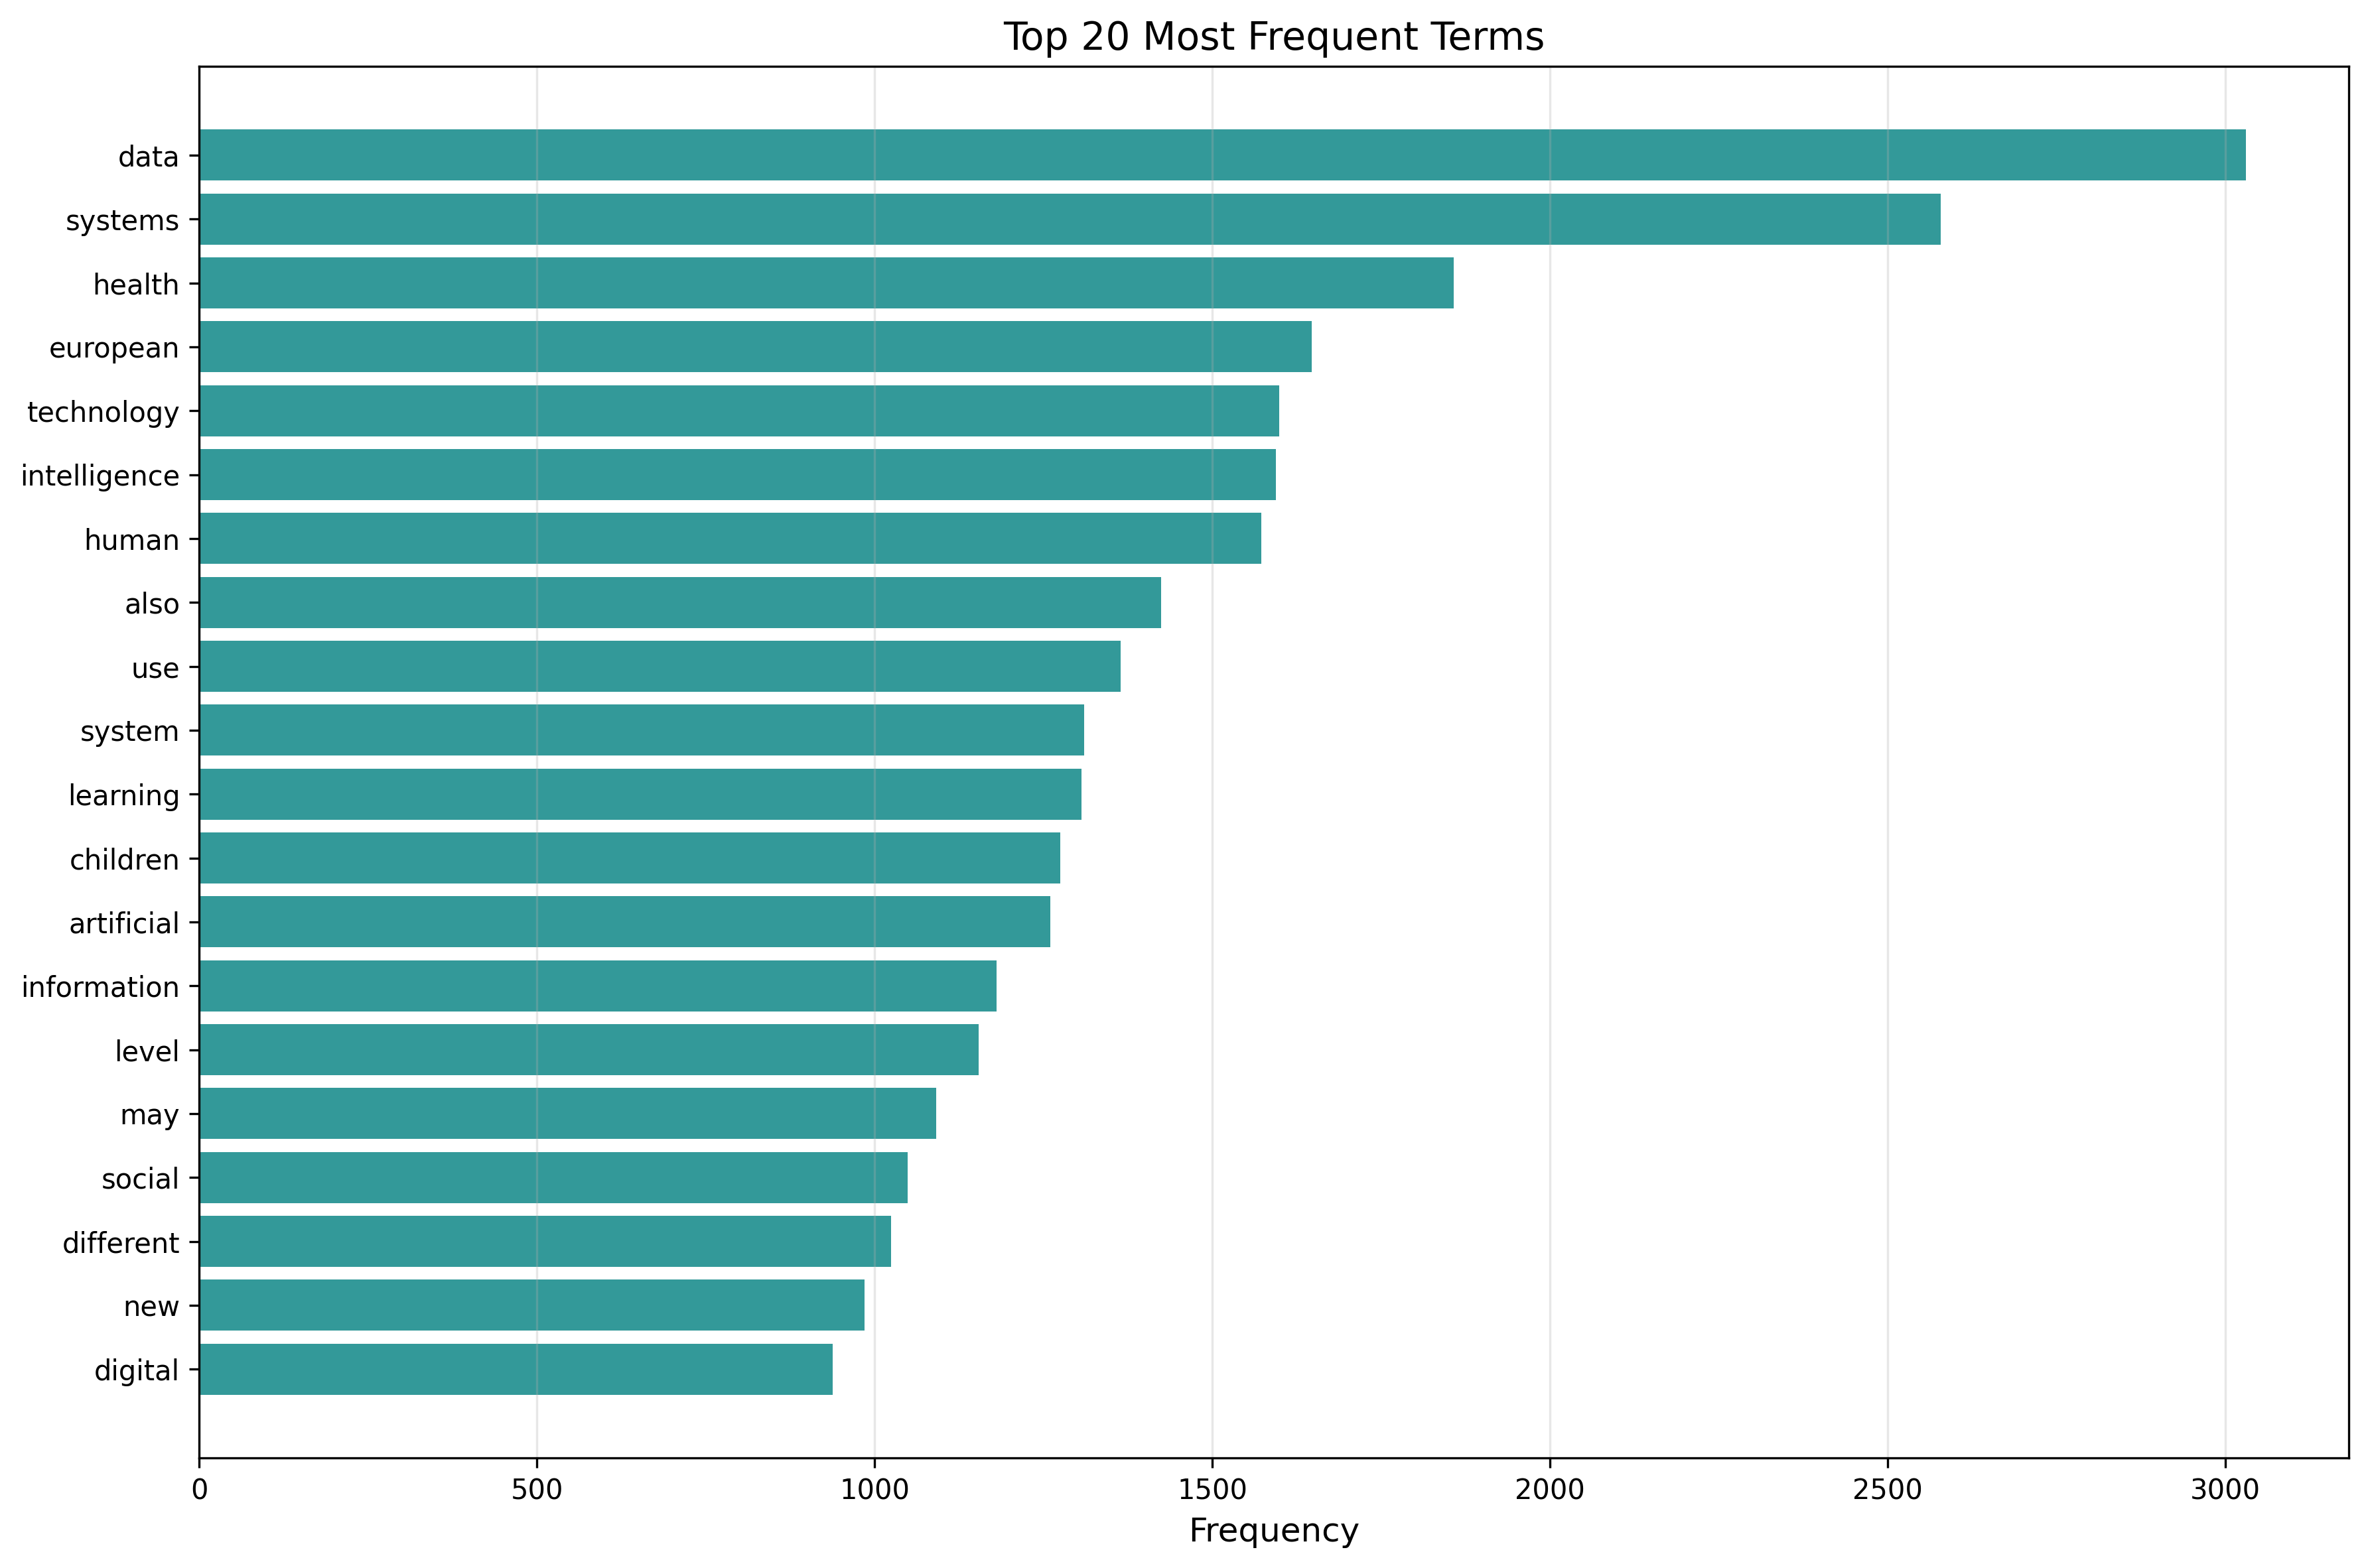 Top 20 Most Frequent Terms
data
systems
health
european
technology
intelligence
human
also
use
system
learning
children
artificial
information
level
may
social
different
new
digital
0 500 1000 1500 2000 2500 3000
Frequency